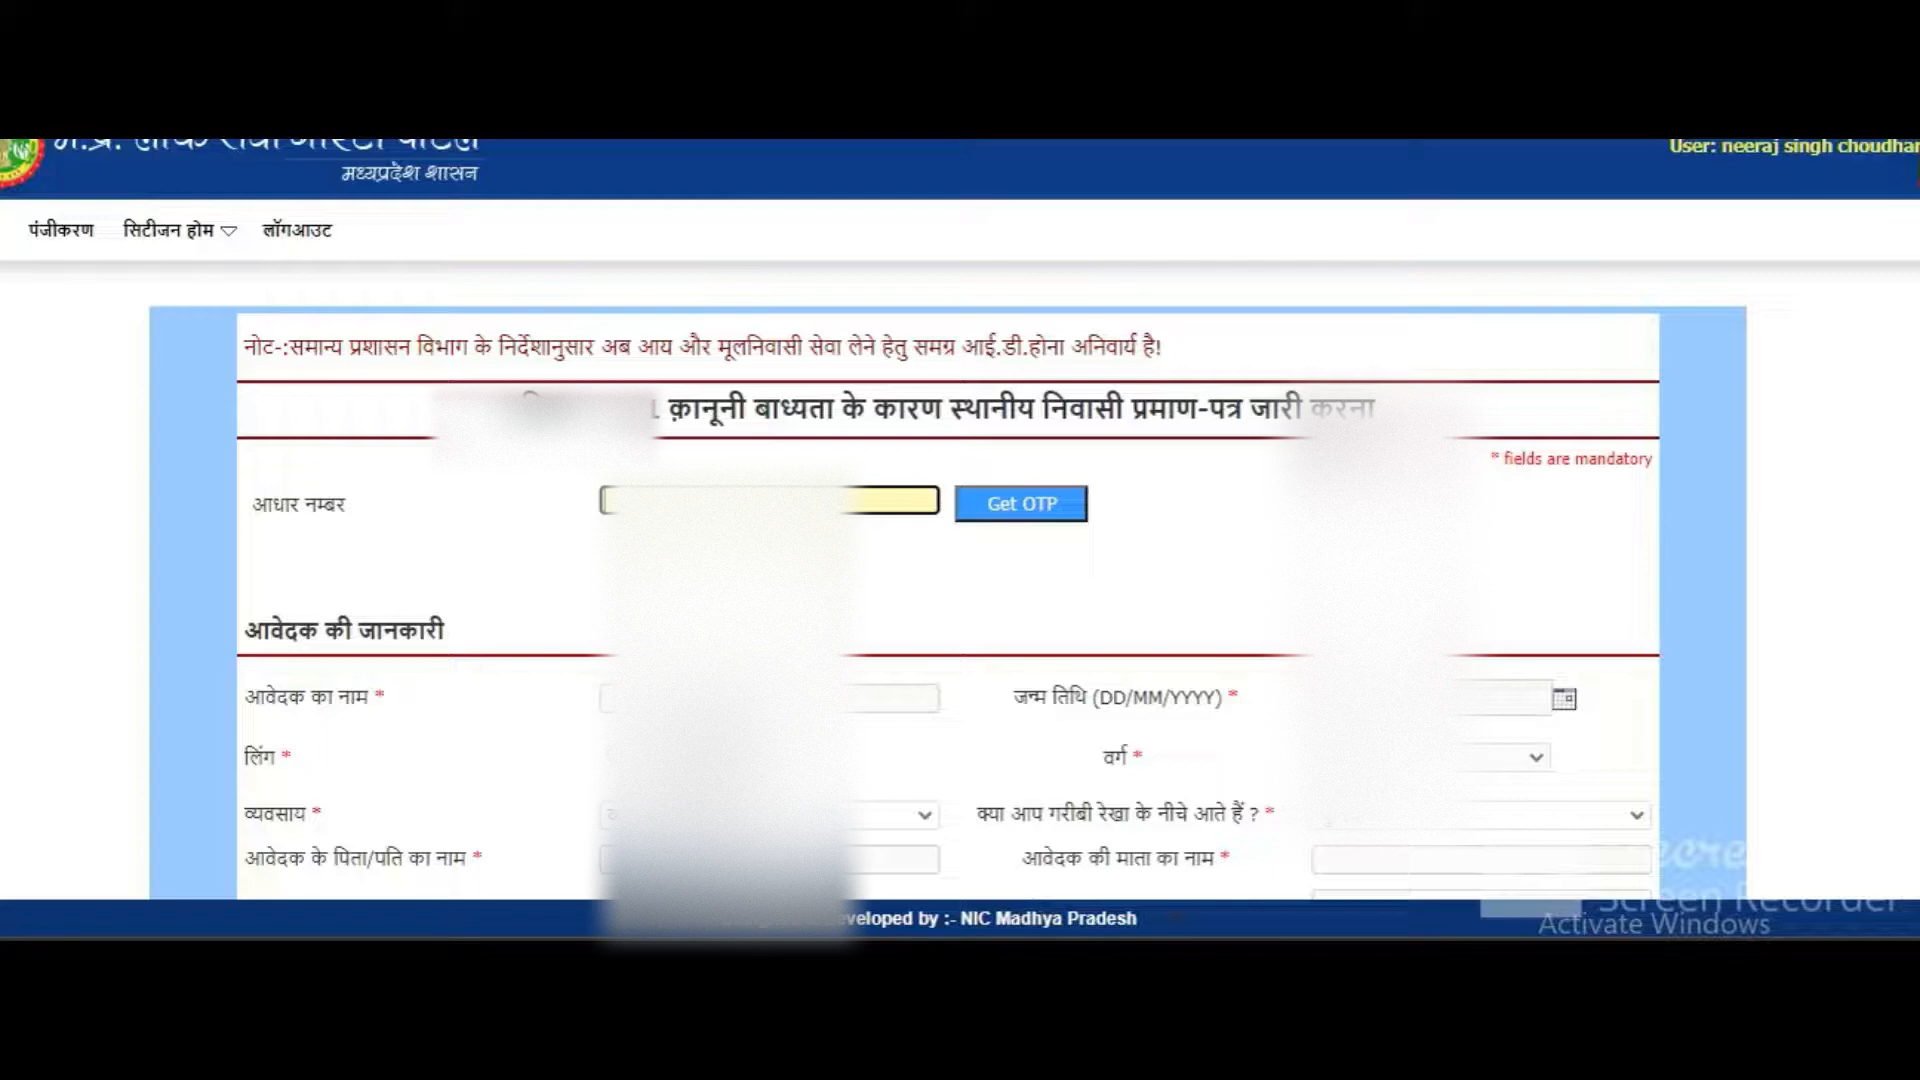 म.प्र. लोक सेवा गारंटी पोर्टल
मध्यप्रदेश शासन
User: neeraj singh choudhar
पंजीकरण सिटीजन होम लॉगआउट
नोट-:समान्य प्रशासन विभाग के निर्देशानुसार अब आय और मूलनिवासी सेवा लेने हेतु समग्र आई.डी.होना अनिवार्य है!
क़ानूनी बाध्यता के कारण स्थानीय निवासी प्रमाण-पत्र जारी करना
* fields are mandatory
आधार नम्बर Get OTP
आवेदक की जानकारी
आवेदक का नाम * जन्म तिथि (DD/MM/YYYY) *
लिंग * वर्ग *
व्यवसाय * क्या आप गरीबी रेखा के नीचे आते हैं ? *
आवेदक के पिता/पति का नाम * आवेदक की माता का नाम *
by :- NIC Madhya Pradesh
Screen Recorder
Activate Windows